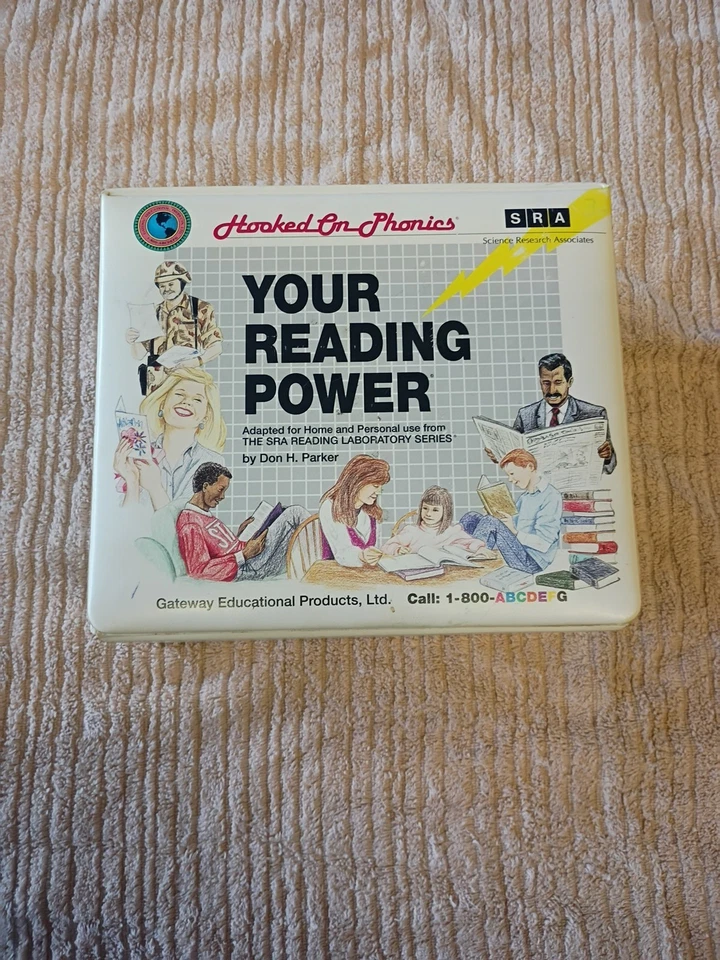 Hooked On Phonics®
SRA
Science Research Associates
YOUR
READING
POWER®
Adapted for Home and Personal use from
THE SRA READING LABORATORY SERIES®
by Don H. Parker
Gateway Educational Products, Ltd. Call: 1-800-ABCDEFG